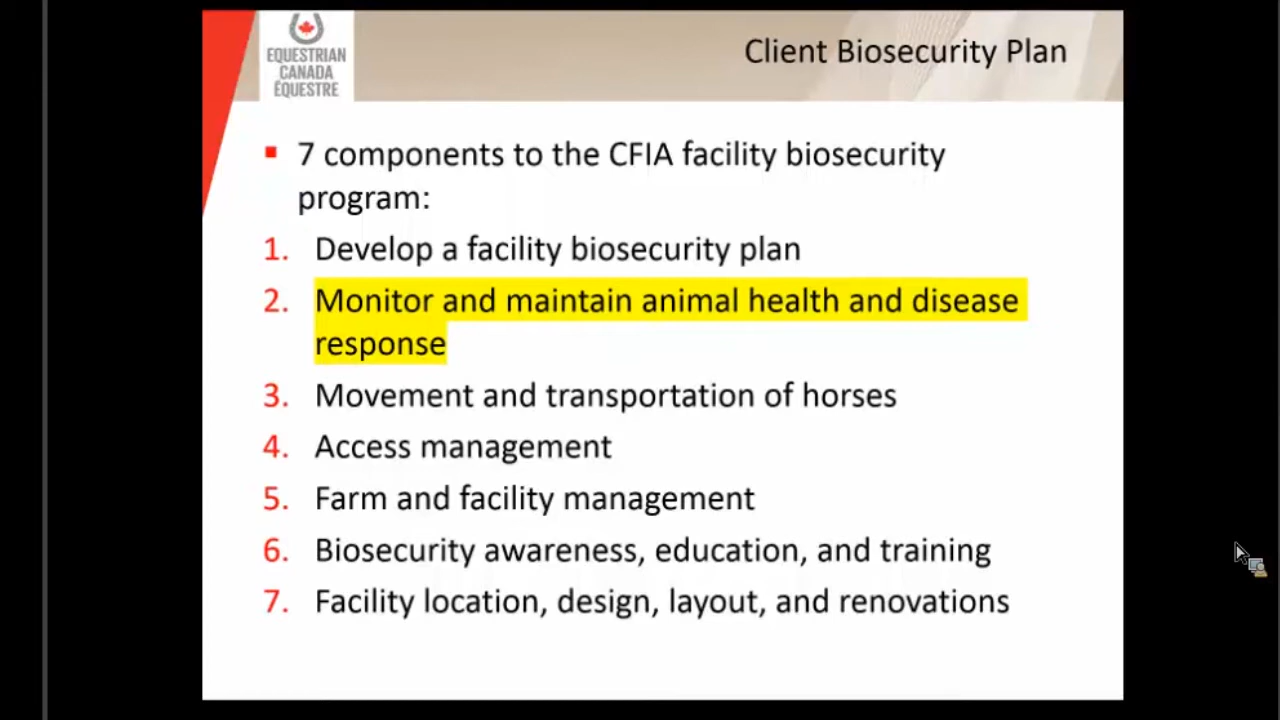 EQUESTRIAN
CANADA
ÉQUESTRE
Client Biosecurity Plan
▪ 7 components to the CFIA facility biosecurity
program:
1. Develop a facility biosecurity plan
2. Monitor and maintain animal health and disease
response
3. Movement and transportation of horses
4. Access management
5. Farm and facility management
6. Biosecurity awareness, education, and training
7. Facility location, design, layout, and renovations